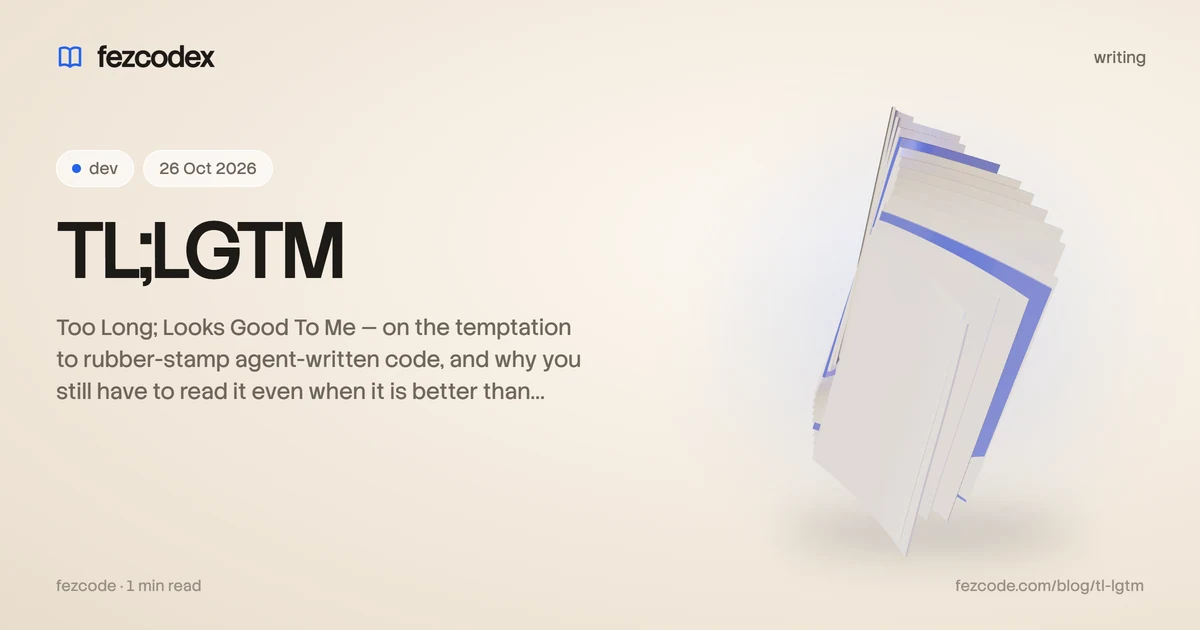 fezcodex
writing
dev
26 Oct 2026
TL;LGTM
Too Long; Looks Good To Me — on the temptation
to rubber-stamp agent-written code, and why you
still have to read it even when it is better than...
fezcode · 1 min read
fezcode.com/blog/tl-lgtm